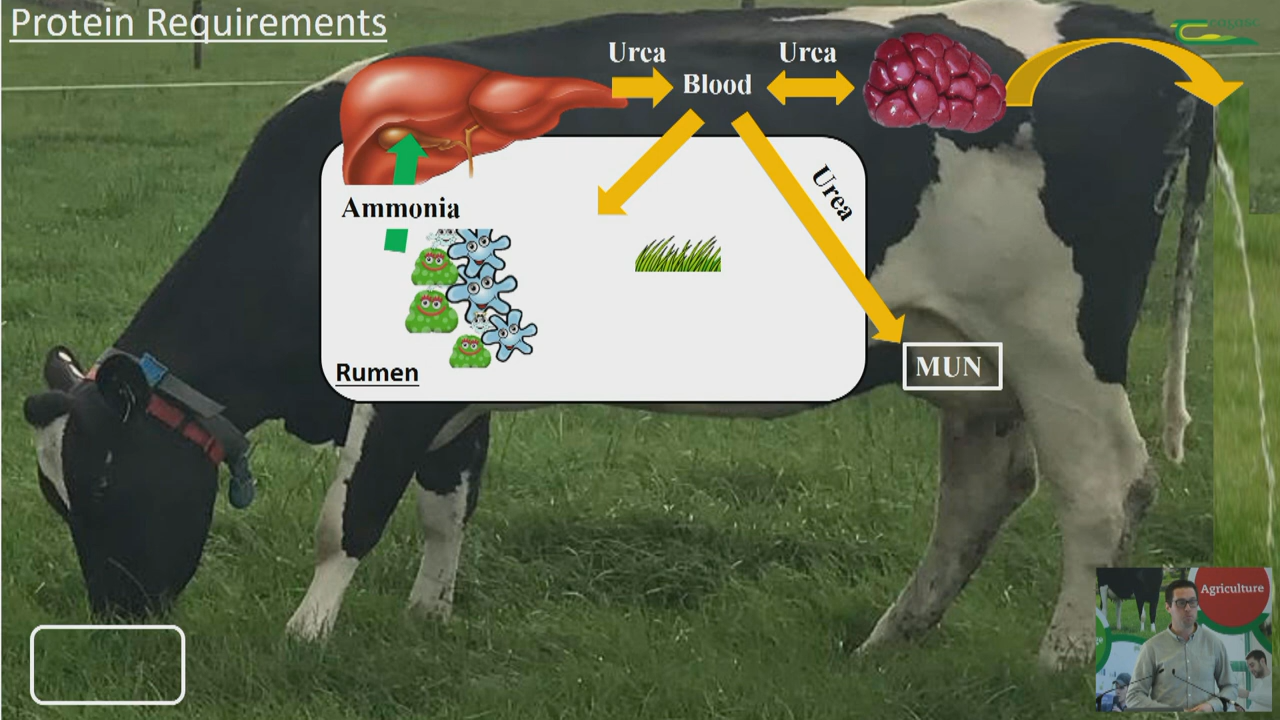 Protein Requirements
Urea
Urea
Blood
Urea
Ammonia
Rumen
MUN
Agriculture